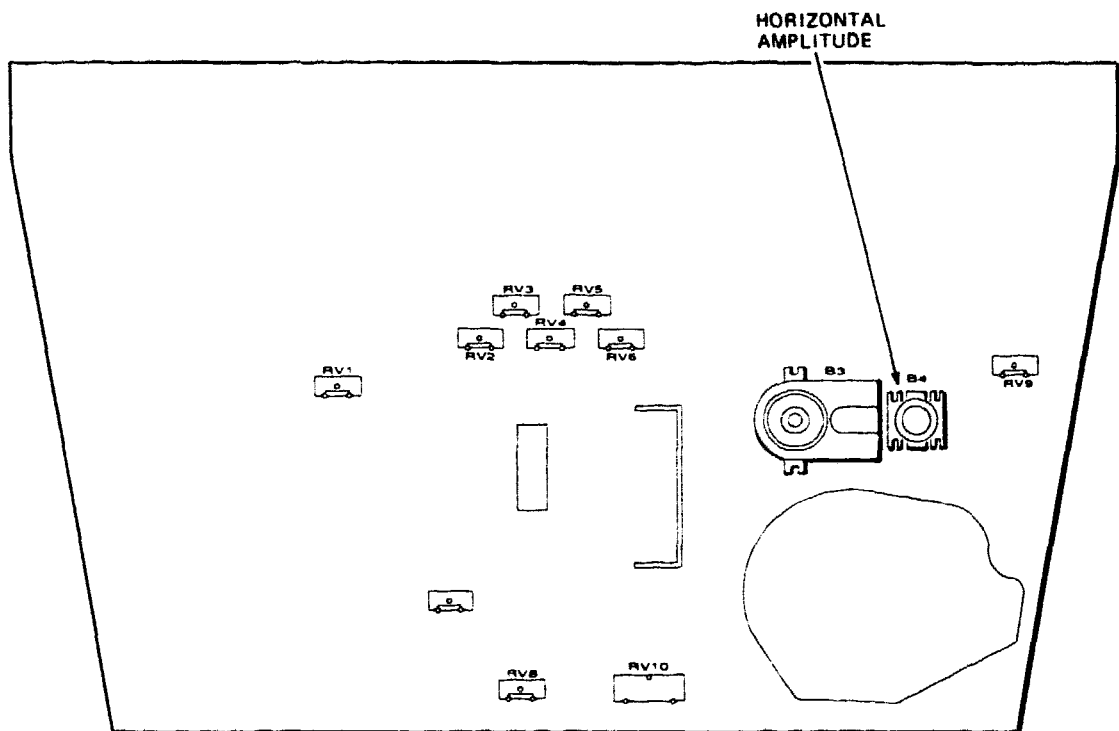 HORIZONTAL
AMPLITUDE
RV3
RV5
RV4
RV2
RV6
RV1
B3
B4
RV9
RV8
RV10